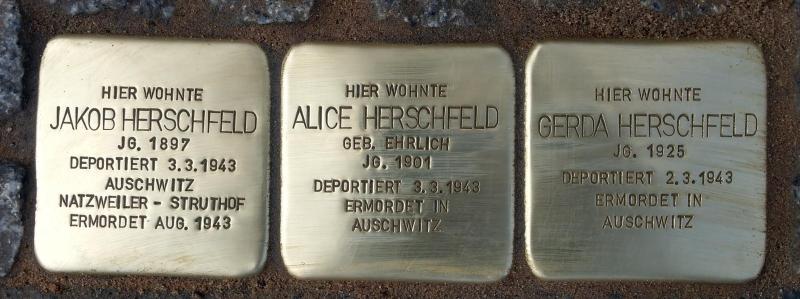 HIER WOHNTE
JAKOB HERSCHFELD
JG. 1897
DEPORTIERT 3.3.1943
AUSCHWITZ
NATZWEILER - STRUTHOF
ERMORDET AUG. 1943
HIER WOHNTE
ALICE HERSCHFELD
GEB. EHRLICH
JG. 1901
DEPORTIERT 3.3.1943
ERMORDET IN
AUSCHWITZ
HIER WOHNTE
GERDA HERSCHFELD
JG. 1925
DEPORTIERT 2.3.1943
ERMORDET IN
AUSCHWITZ